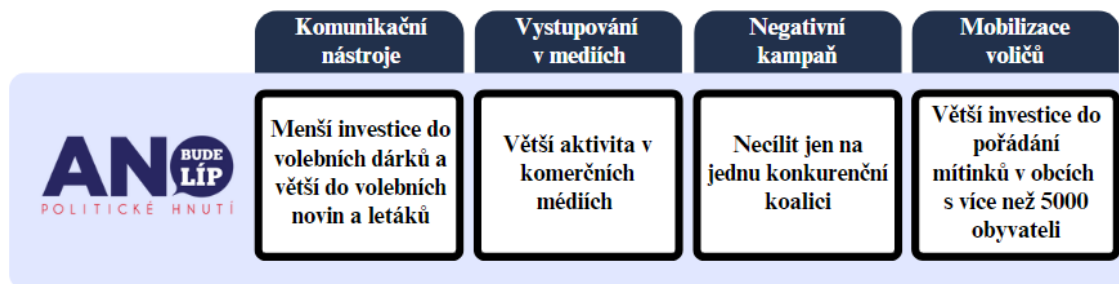 Komunikační
nástroje
Vystupování
v mediích
Negativní
kampaň
Mobilizace
voličů
ANO
BUDE
LÍP
POLITICKÉ HNUTÍ
Menší investice do
volebních dárků a
větší do volebních
novin a letáků
Větší aktivita v
komerčních
médiích
Necílit jen na
jednu konkurenční
koalici
Větší investice do
pořádání
mítinků v obcích
s více než 5000
obyvateli